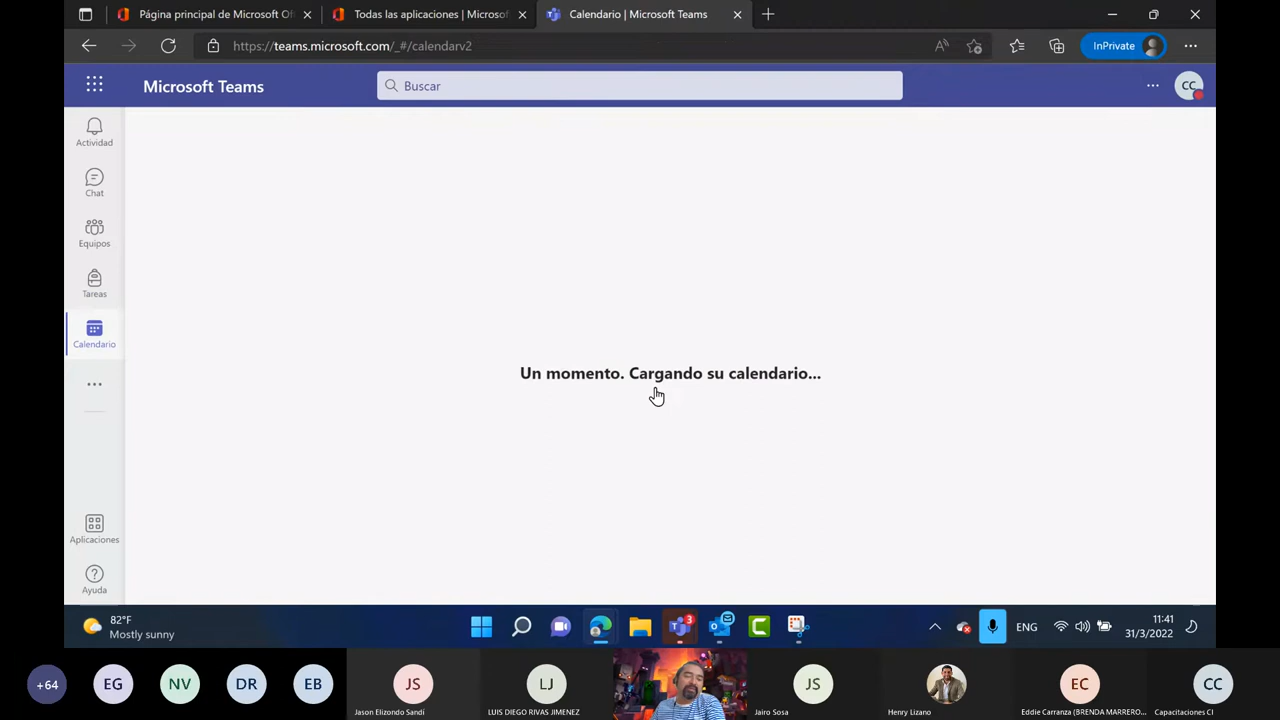 Página principal de Microsoft Of
Todas las aplicaciones | Microsof
Calendario | Microsoft Teams
https://teams.microsoft.com/_#/calendarv2
InPrivate
Microsoft Teams
Buscar
CC
Actividad
Chat
Equipos
Tareas
Calendario
Un momento. Cargando su calendario...
Aplicaciones
Ayuda
82°F
Mostly sunny
3
ENG
11:41
31/3/2022
+64
EG
NV
DR
EB
JS
Jason Elizondo Sandí
LJ
LUIS DIEGO RIVAS JIMENEZ
JS
Jairo Sosa
Henry Lizano
EC
Eddie Carranza (BRENDA MARRERO...
CC
Capacitaciones CI